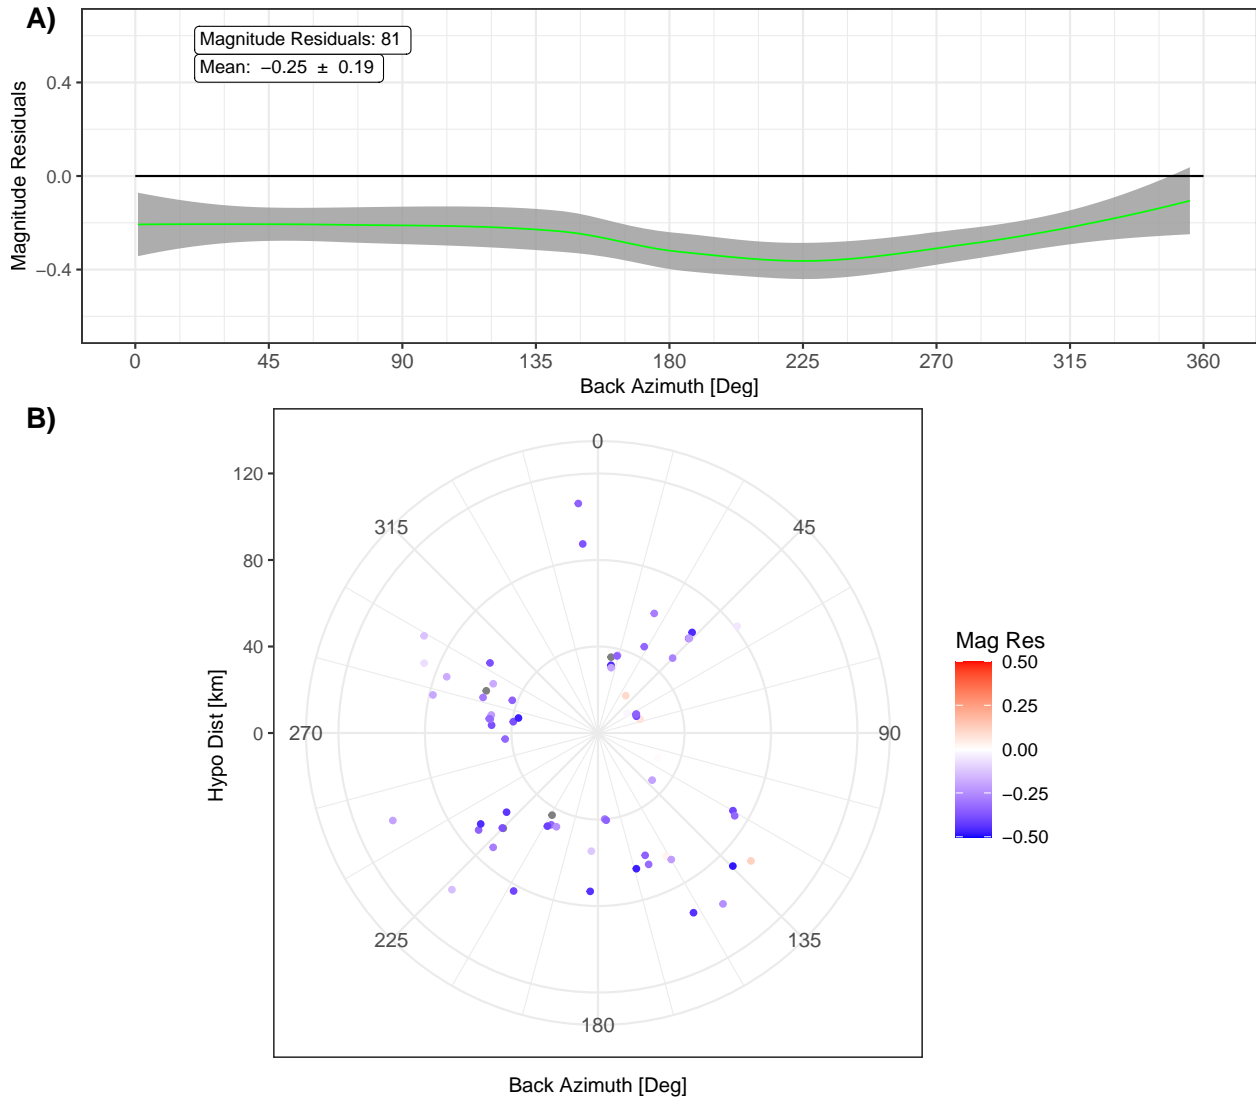 A)
Magnitude Residuals: 81
Mean: −0.25 ± 0.19
Magnitude Residuals
0.4
0.0
−0.4
0 45 90 135 180 225 270 315 360
Back Azimuth [Deg]
B)
Hypo Dist [km]
120
80
40
0
0
45
90
135
180
225
270
315
Back Azimuth [Deg]
Mag Res
0.50
0.25
0.00
−0.25
−0.50